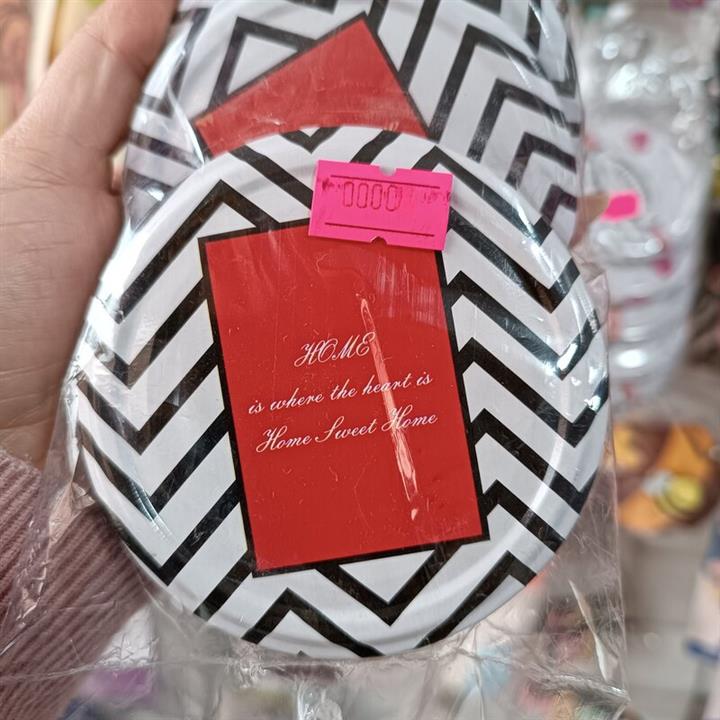 0000
HOME
is where the heart is
Home Sweet Home